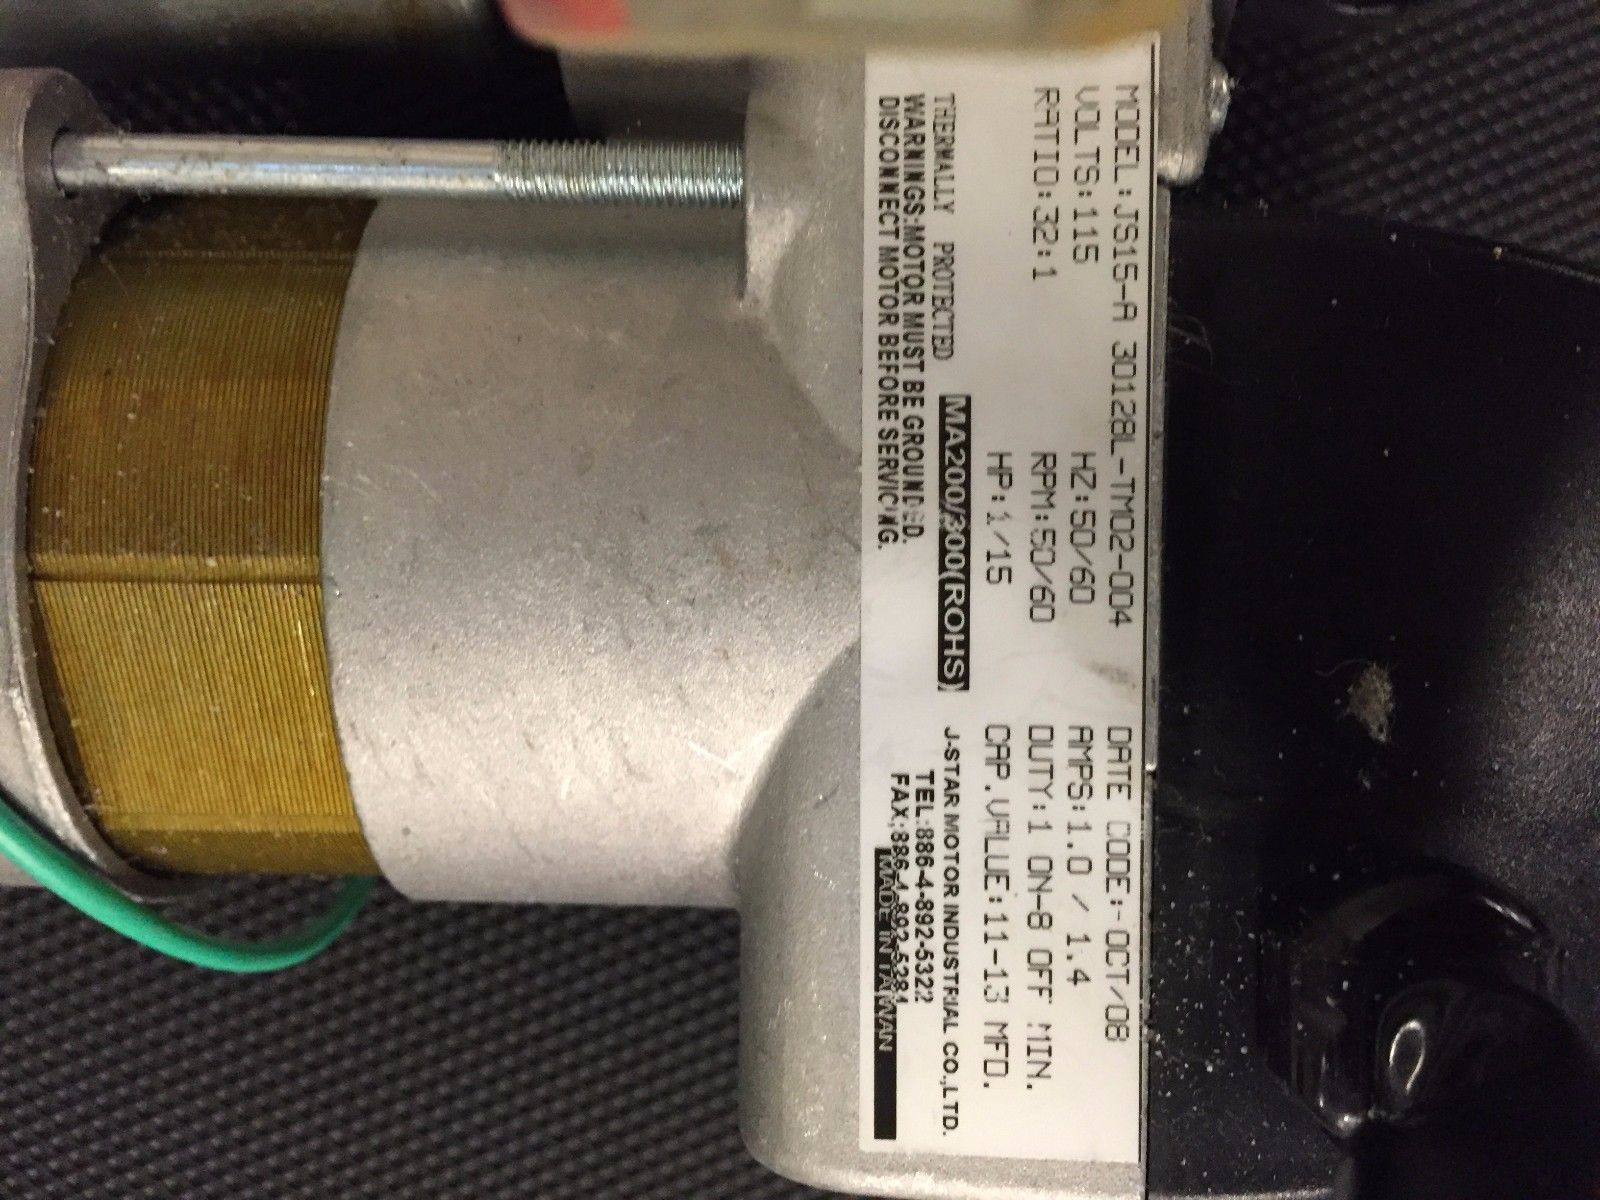 MODEL:JS15-A 30128L-TM02-004 DATE CODE:-OCT/08
VOLTS:115 HZ:50/60 AMPS:1.0 / 1.4
RATIO:32:1 RPM:50/60 DUTY:1 ON-8 OFF MIN.
HP:1/15 CAP.VALUE:11-13 MFD.
THERMALLY PROTECTED MA200/300(ROHS) J-STAR MOTOR INDUSTRIAL CO.,LTD.
WARNINGS:MOTOR MUST BE GROUNDED. TEL:886-4-892-5322
DISCONNECT MOTOR BEFORE SERVICING. FAX:886-4-892-5281
MADE IN TAIWAN